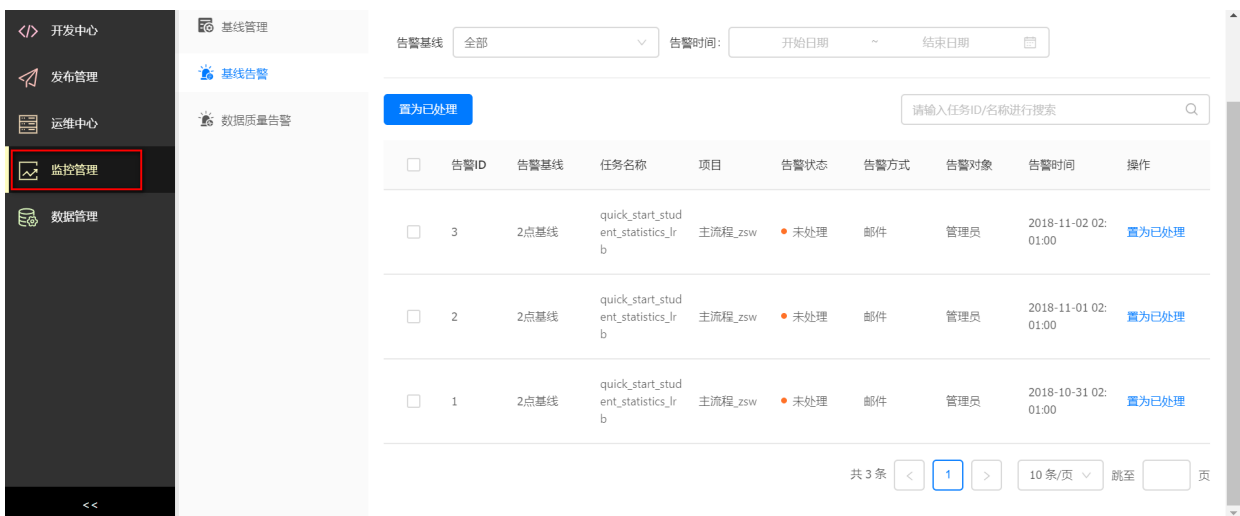 </> 开发中心
发布管理
运维中心
监控管理
数据管理
<<
基线管理
基线告警
数据质量告警
告警基线 全部 告警时间: 开始日期 ~ 结束日期
置为已处理 请输入任务ID/名称进行搜索
告警ID 告警基线 任务名称 项目 告警状态 告警方式 告警对象 告警时间 操作
quick_start_stud
3 2点基线 ent_statistics_lr 主流程_zsw 未处理 邮件 管理员 2018-11-02 02: 置为已处理
b 01:00
quick_start_stud
2 2点基线 ent_statistics_lr 主流程_zsw 未处理 邮件 管理员 2018-11-01 02: 置为已处理
b 01:00
quick_start_stud
1 2点基线 ent_statistics_lr 主流程_zsw 未处理 邮件 管理员 2018-10-31 02: 置为已处理
b 01:00
共 3 条 < 1 > 10 条/页 跳至 页